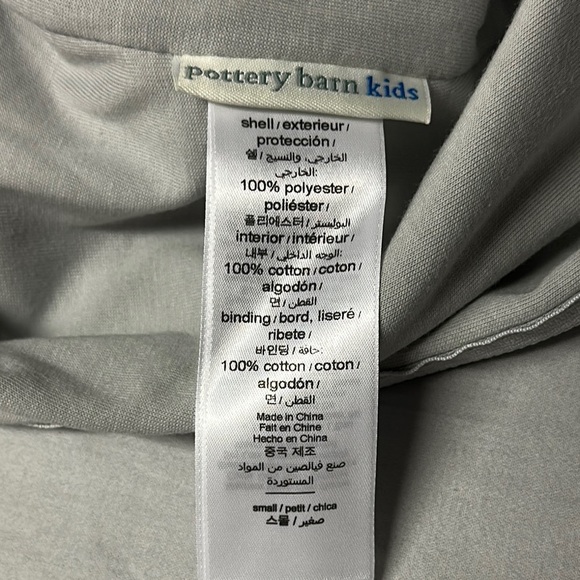 pottery barn kids
shell / exterieur /
protección /
쉘 / الخارجي، والنسيج
الخارجي:
100% polyester /
poliéster /
폴리에스터 / البوليستر
interior / intérieur /
내부 / الوجه الداخلي:
100% cotton / coton /
algodón /
면 / القطن
binding / bord, liseré /
ribete /
바인딩 / حافة:
100% cotton / coton /
algodón /
면 / القطن
Made in China
Fait en Chine
Hecho en China
중국 제조
صنع فيالصين من المواد
المستوردة
small / petit / chica
스몰 / صغير